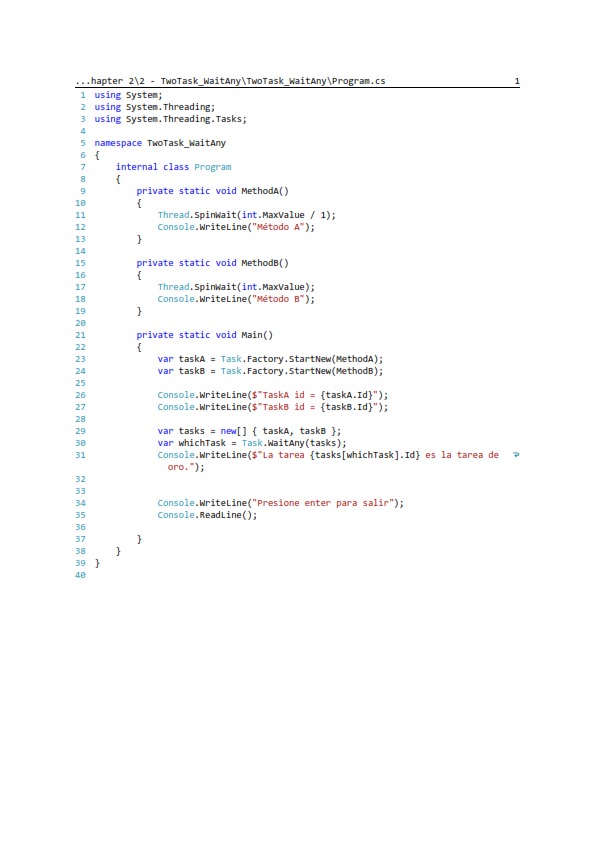 ...hapter 2\2 - TwoTask_WaitAny\TwoTask_WaitAny\Program.cs 1
1 using System;
2 using System.Threading;
3 using System.Threading.Tasks;
4
5 namespace TwoTask_WaitAny
6 {
7     internal class Program
8     {
9         private static void MethodA()
10         {
11             Thread.SpinWait(int.MaxValue / 1);
12             Console.WriteLine("Método A");
13         }
14
15         private static void MethodB()
16         {
17             Thread.SpinWait(int.MaxValue);
18             Console.WriteLine("Método B");
19         }
20
21         private static void Main()
22         {
23             var taskA = Task.Factory.StartNew(MethodA);
24             var taskB = Task.Factory.StartNew(MethodB);
25
26             Console.WriteLine($"TaskA id = {taskA.Id}");
27             Console.WriteLine($"TaskB id = {taskB.Id}");
28
29             var tasks = new[] { taskA, taskB };
30             var whichTask = Task.WaitAny(tasks);
31             Console.WriteLine($"La tarea {tasks[whichTask].Id} es la tarea de
oro.");
32
33
34             Console.WriteLine("Presione enter para salir");
35             Console.ReadLine();
36
37         }
38     }
39 }
40